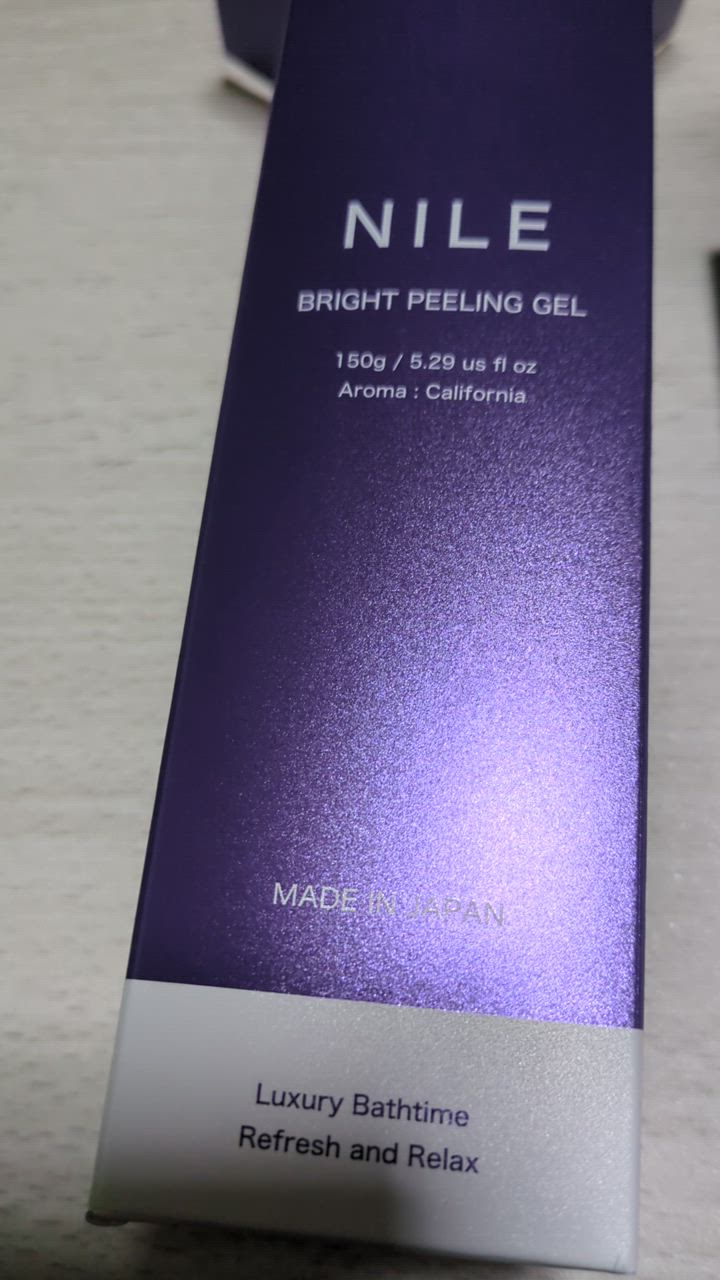 NILE
BRIGHT PEELING GEL
150g / 5.29 us fl oz
Aroma : California
MADE IN JAPAN
Luxury Bathtime
Refresh and Relax